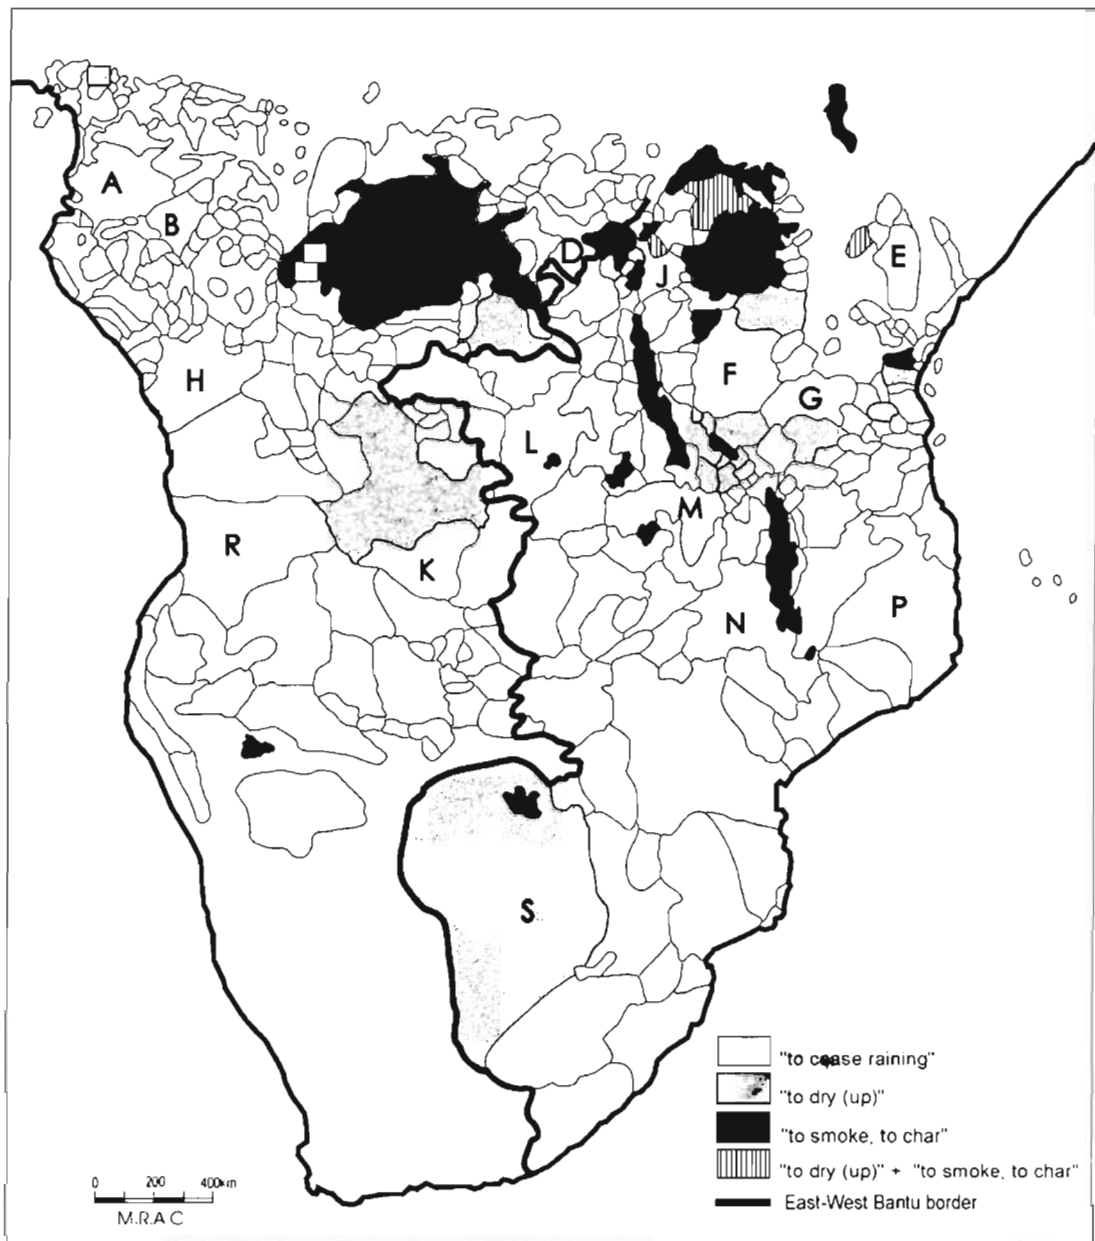 A
B
D
E
J
H
F
G
L
M
R
K
P
N
S
"to cease raining"
"to dry (up)"
"to smoke, to char"
"to dry (up)" + "to smoke, to char"
East-West Bantu border
0 200 400km
M.R.A C